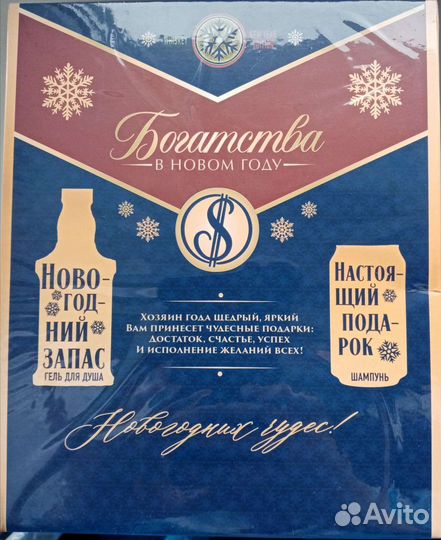 Богатства
в новом году
$
Ново-
год-
ний
запас
гель для душа
Настоя-
щий
пода-
рок
шампунь
Хозяин года щедрый, яркий
Вам принесет чудесные подарки:
достаток, счастье, успех
и исполнение желаний всех!
Новогодних чудес!
Avito